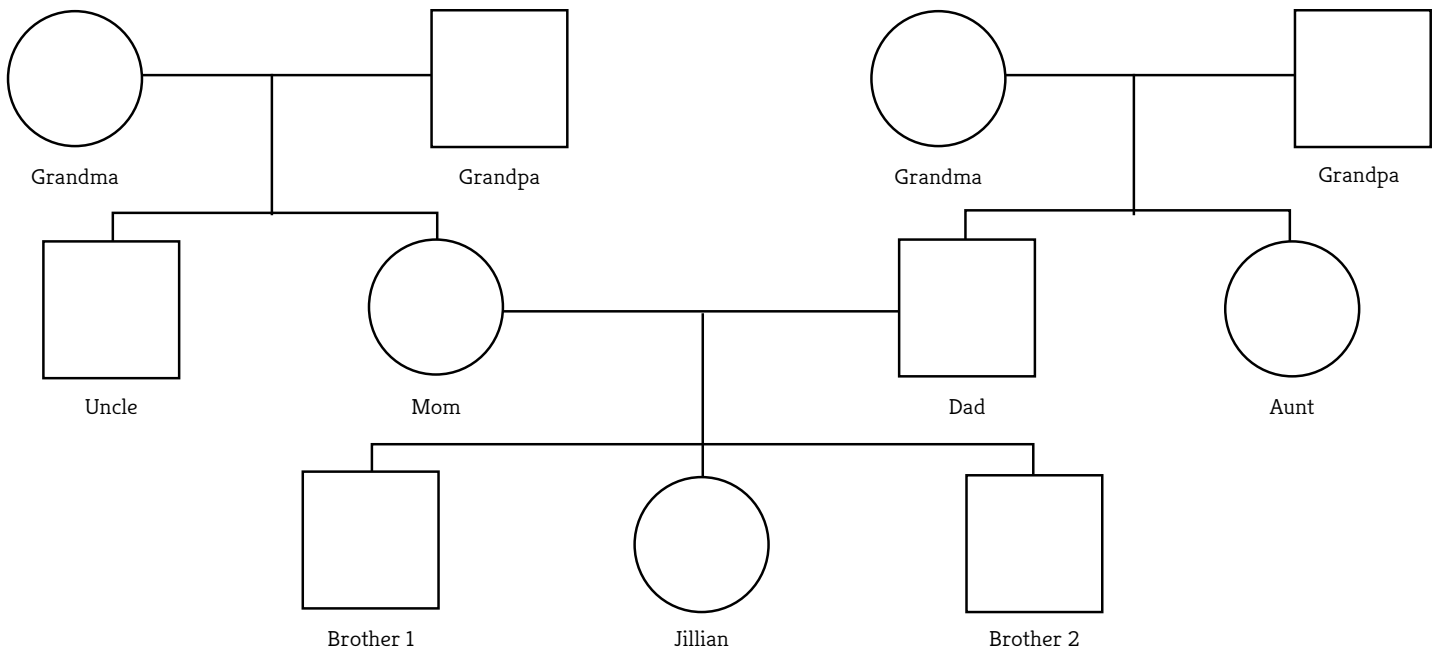 Grandma
Grandpa
Grandma
Grandpa
Uncle
Mom
Dad
Aunt
Brother 1
Jillian
Brother 2